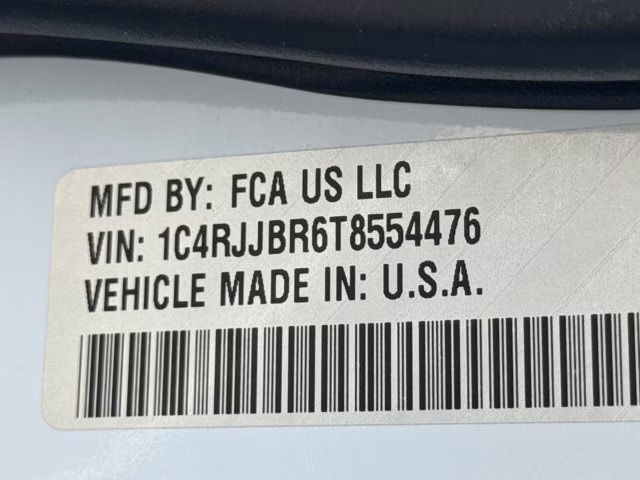 MFD BY: FCA US LLC
VIN: 1C4RJJBR6T8554476
VEHICLE MADE IN: U.S.A.